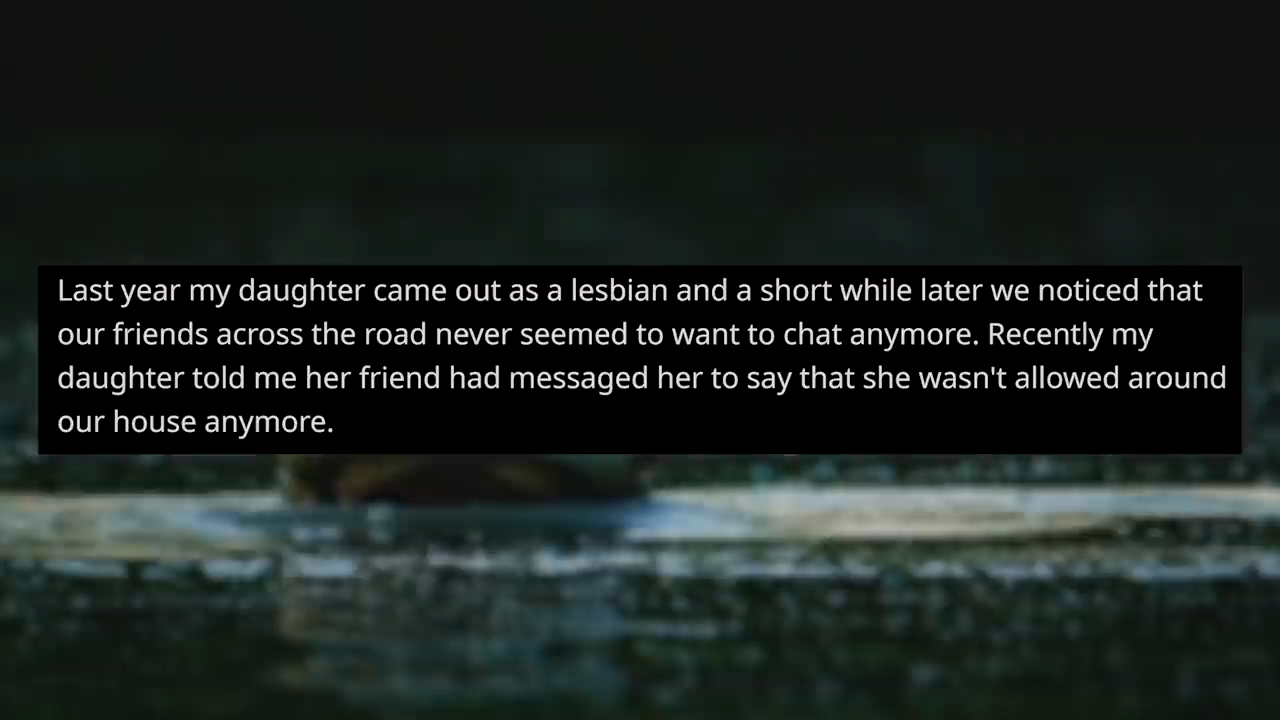 Last year my daughter came out as a lesbian and a short while later we noticed that
our friends across the road never seemed to want to chat anymore. Recently my
daughter told me her friend had messaged her to say that she wasn't allowed around
our house anymore.